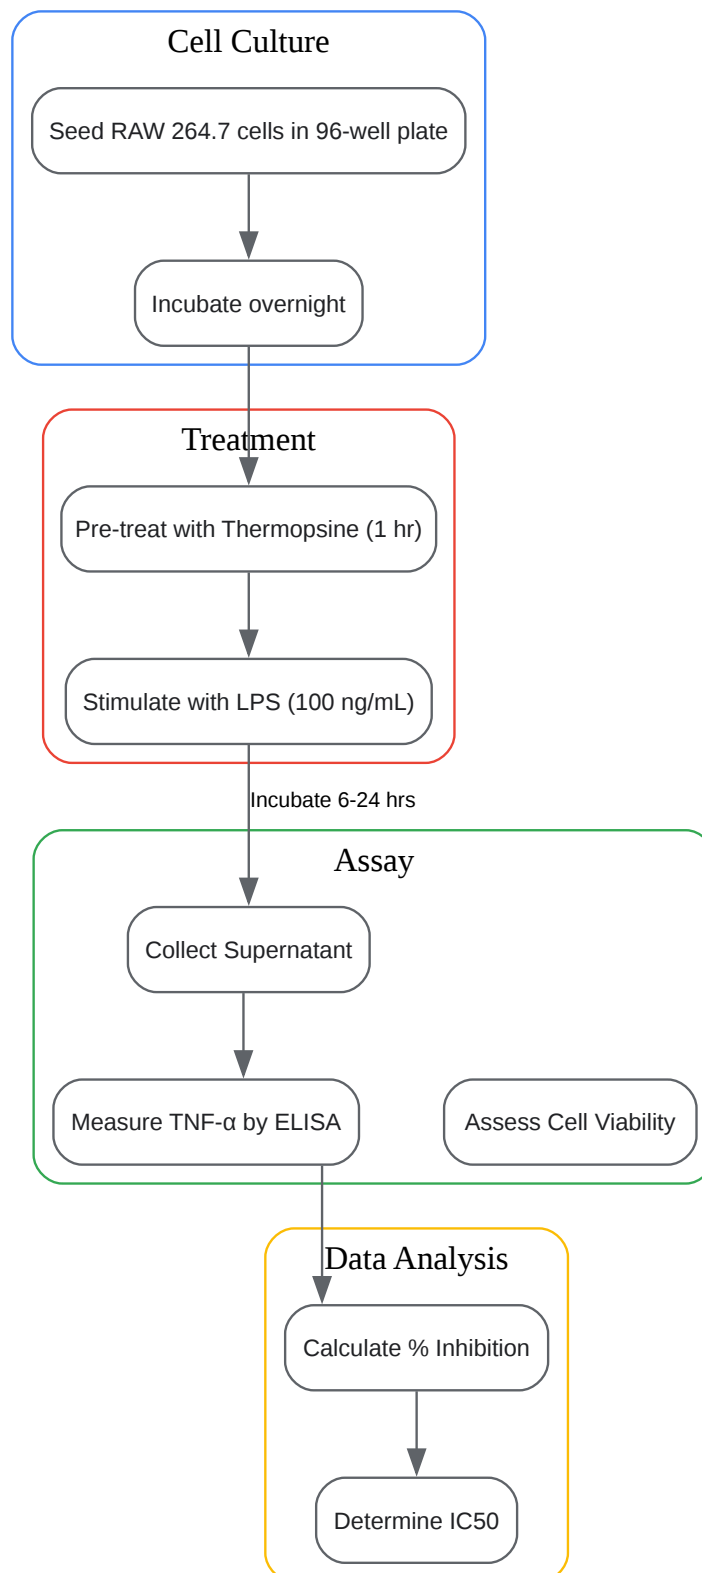 Cell Culture
Seed RAW 264.7 cells in 96-well plate
Incubate overnight
Treatment
Pre-treat with Thermopsine (1 hr)
Stimulate with LPS (100 ng/mL)
Incubate 6-24 hrs
Assay
Collect Supernatant
Measure TNF-α by ELISA
Assess Cell Viability
Data Analysis
Calculate % Inhibition
Determine IC50